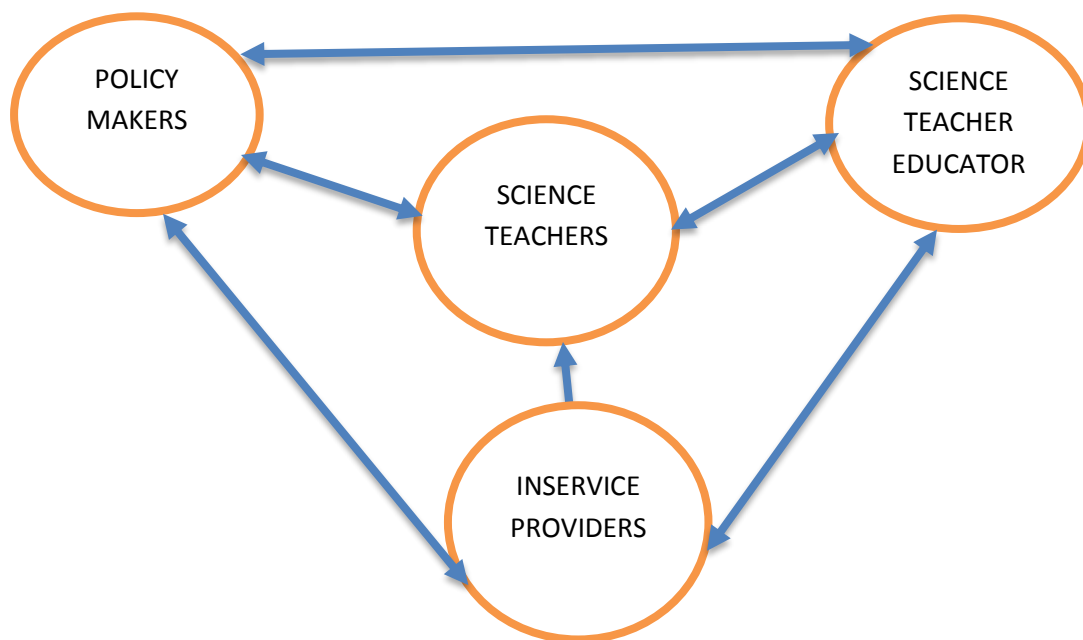 POLICY
MAKERS
SCIENCE
TEACHER
EDUCATOR
SCIENCE
TEACHERS
INSERVICE
PROVIDERS